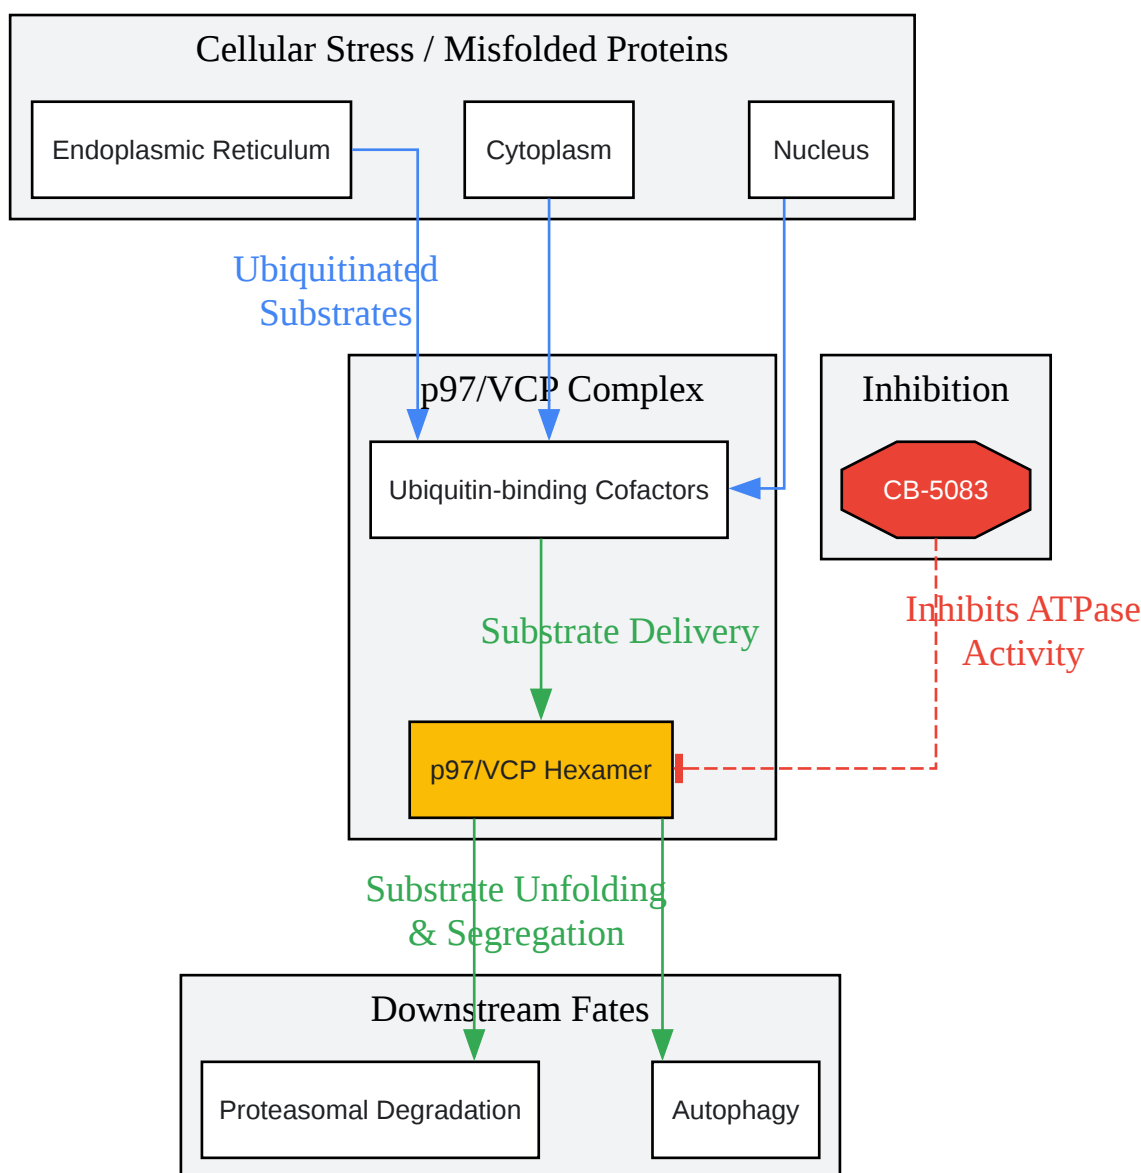 Cellular Stress / Misfolded Proteins
Endoplasmic Reticulum
Cytoplasm
Nucleus
Ubiquitinated
Substrates
p97/VCP Complex
Inhibition
Ubiquitin-binding Cofactors
CB-5083
Substrate Delivery
Inhibits ATPase
Activity
p97/VCP Hexamer
Substrate Unfolding
& Segregation
Downstream Fates
Proteasomal Degradation
Autophagy